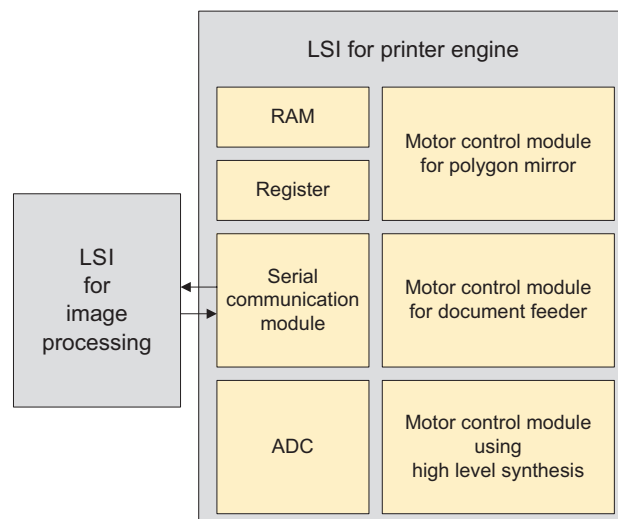 LSI for printer engine
RAM
Motor control module
for polygon mirror
Register
LSI
for
image
processing
Serial
communication
module
Motor control module
for document feeder
ADC
Motor control module
using
high level synthesis